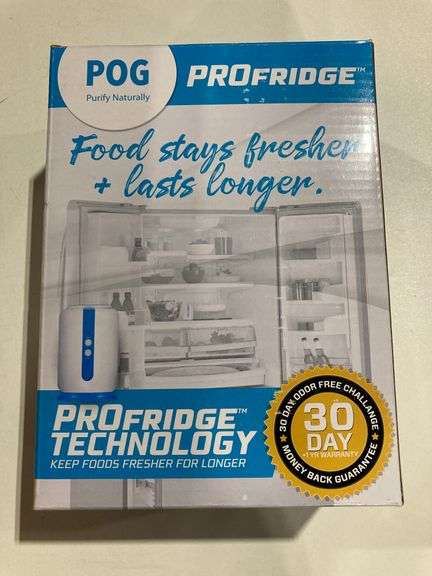 POG
Purify Naturally
PROFRIDGE™
Food stays fresher
+ lasts longer.
PROFRIDGE™
TECHNOLOGY
KEEP FOODS FRESHER FOR LONGER
30 DAY ODOR FREE CHALLANGE
30
DAY
+1 YR WARRANTY
MONEY BACK GUARANTEE